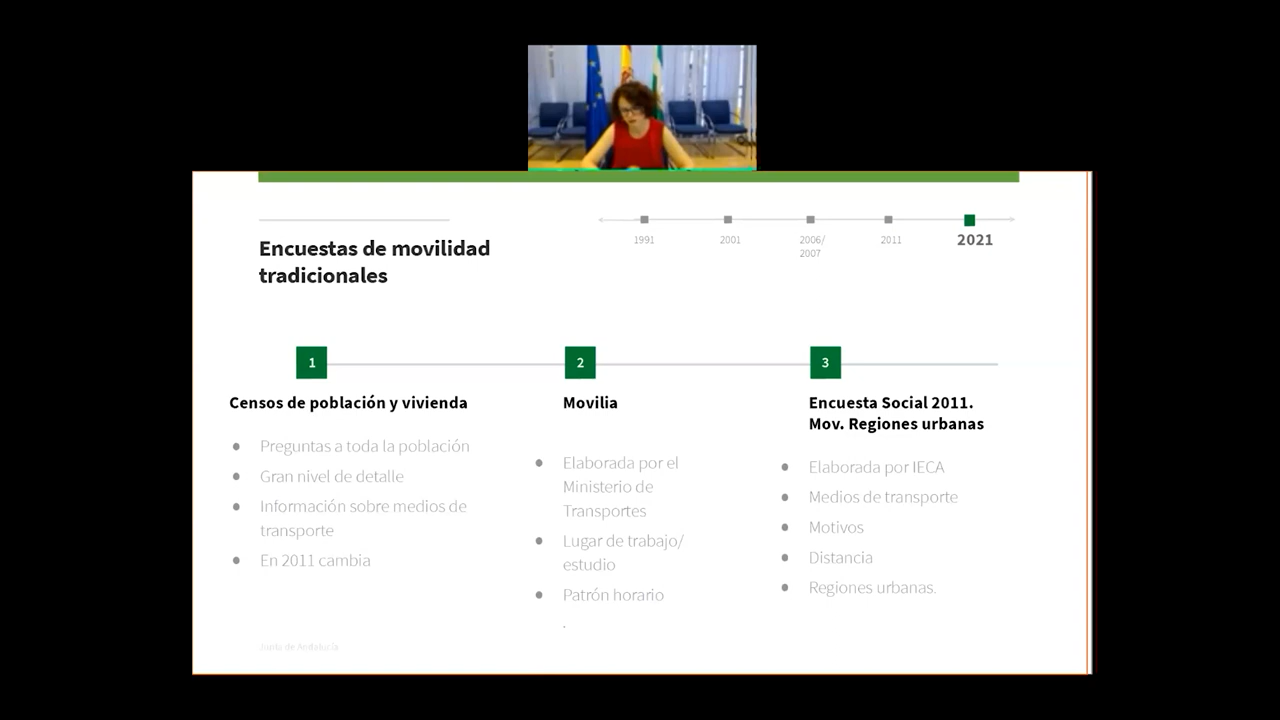 1991
2001
2006/
2007
2011
2021
Encuestas de movilidad
tradicionales
1
2
3
Censos de población y vivienda
Preguntas a toda la población
Gran nivel de detalle
Información sobre medios de
transporte
En 2011 cambia
Movilia
Elaborada por el
Ministerio de
Transportes
Lugar de trabajo/
estudio
Patrón horario
.
Encuesta Social 2011.
Mov. Regiones urbanas
Elaborada por IECA
Medios de transporte
Motivos
Distancia
Regiones urbanas.
Junta de Andalucía